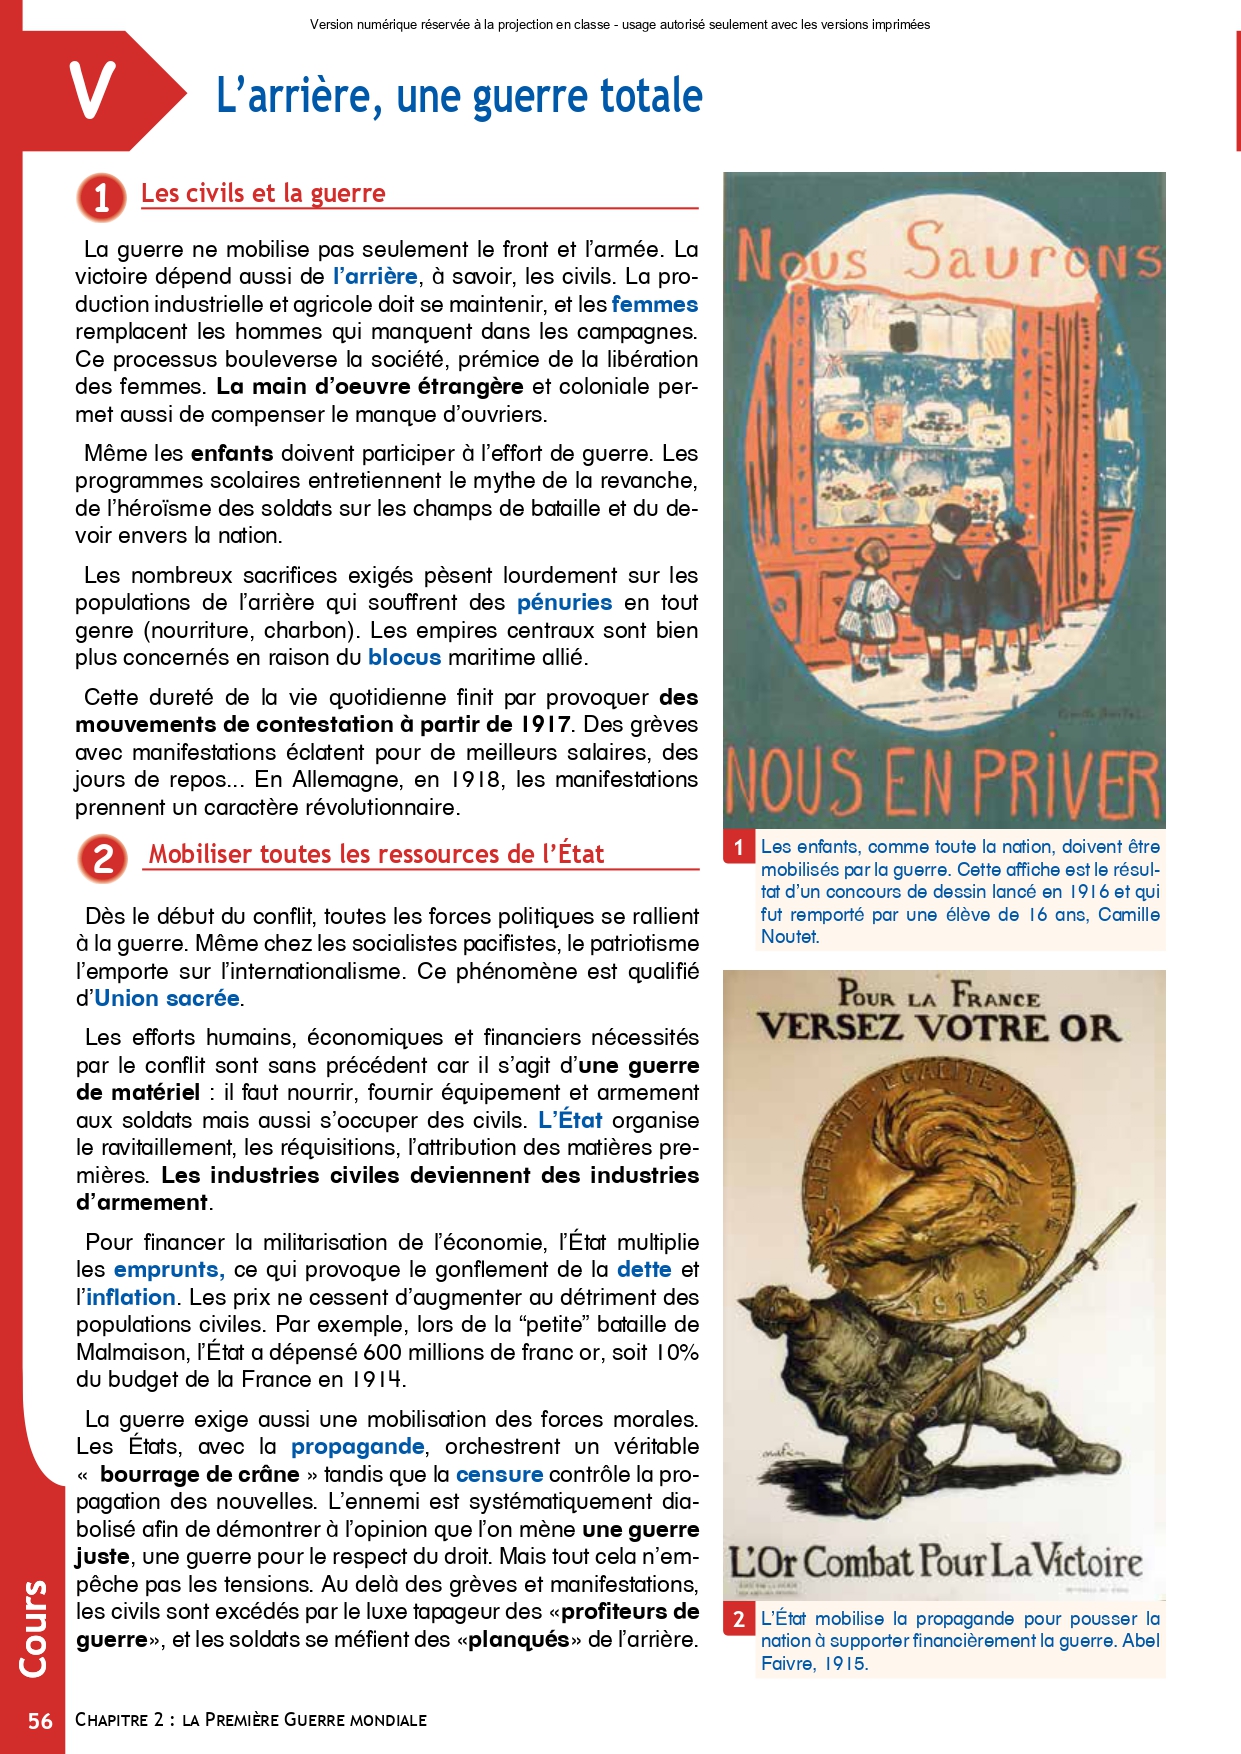 Version numérique réservée à la projection en classe - usage autorisé seulement avec les versions imprimées
V
L'arrière, une guerre totale
1 Les civils et la guerre
La guerre ne mobilise pas seulement le front et l'armée. La
victoire dépend aussi de l'arrière, à savoir, les civils. La pro-
duction industrielle et agricole doit se maintenir, et les femmes
remplacent les hommes qui manquent dans les campagnes.
Ce processus bouleverse la société, prémice de la libération
des femmes. La main d'oeuvre étrangère et coloniale per-
met aussi de compenser le manque d'ouvriers.
Même les enfants doivent participer à l'effort de guerre. Les
programmes scolaires entretiennent le mythe de la revanche,
de l'héroïsme des soldats sur les champs de bataille et du de-
voir envers la nation.
Les nombreux sacrifices exigés pèsent lourdement sur les
populations de l'arrière qui souffrent des pénuries en tout
genre (nourriture, charbon). Les empires centraux sont bien
plus concernés en raison du blocus maritime allié.
Cette dureté de la vie quotidienne finit par provoquer des
mouvements de contestation à partir de 1917. Des grèves
avec manifestations éclatent pour de meilleurs salaires, des
jours de repos... En Allemagne, en 1918, les manifestations
prennent un caractère révolutionnaire.
2 Mobiliser toutes les ressources de l'État
Dès le début du conflit, toutes les forces politiques se rallient
à la guerre. Même chez les socialistes pacifistes, le patriotisme
l'emporte sur l'internationalisme. Ce phénomène est qualifié
d'Union sacrée.
Les efforts humains, économiques et financiers nécessités
par le conflit sont sans précédent car il s'agit d'une guerre
de matériel : il faut nourrir, fournir équipement et armement
aux soldats mais aussi s'occuper des civils. L'État organise
le ravitaillement, les réquisitions, l'attribution des matières pre-
mières. Les industries civiles deviennent des industries
d'armement.
Pour financer la militarisation de l'économie, l'État multiplie
les emprunts, ce qui provoque le gonflement de la dette et
l'inflation. Les prix ne cessent d'augmenter au détriment des
populations civiles. Par exemple, lors de la “petite” bataille de
Malmaison, l'État a dépensé 600 millions de franc or, soit 10%
du budget de la France en 1914.
La guerre exige aussi une mobilisation des forces morales.
Les États, avec la propagande, orchestrent un véritable
« bourrage de crâne » tandis que la censure contrôle la pro-
pagation des nouvelles. L'ennemi est systématiquement dia-
bolisé afin de démontrer à l'opinion que l'on mène une guerre
juste, une guerre pour le respect du droit. Mais tout cela n'em-
pêche pas les tensions. Au delà des grèves et manifestations,
les civils sont excédés par le luxe tapageur des «profiteurs de
guerre», et les soldats se méfient des «planqués» de l'arrière.
Nous Saurons
Camille Noutet
NOUS EN PRIVER
1 Les enfants, comme toute la nation, doivent être
mobilisés par la guerre. Cette affiche est le résul-
tat d'un concours de dessin lancé en 1916 et qui
fut remporté par une élève de 16 ans, Camille
Noutet.
POUR LA FRANCE
VERSEZ VOTRE OR
LIBERTÉ · EGALITÉ · FRATERNITÉ
1915
L'Or Combat Pour La Victoire
2 L'État mobilise la propagande pour pousser la
nation à supporter financièrement la guerre. Abel
Faivre, 1915.
Cours
56 CHAPITRE 2 : LA PREMIÈRE GUERRE MONDIALE